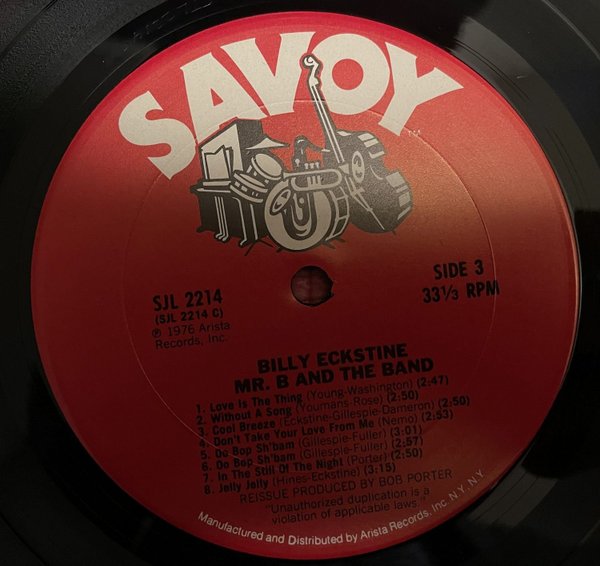 SAVOY
TM
SJL 2214
(SJL 2214 C)
℗ 1976 Arista
Records, Inc.
SIDE 3
33⅓ RPM
BILLY ECKSTINE
MR. B AND THE BAND
1. Love Is The Thing (Young-Washington) (2:47)
2. Without A Song (Youmans-Rose) (2:50)
3. Cool Breeze (Eckstine-Gillespie-Dameron) (2:50)
4. Don't Take Your Love From Me (Nemo) (2:53)
5. Oo Bop Sh'bam (Gillespie-Fuller) (3:01)
6. Oo Bop Sh'bam (Gillespie-Fuller) (2:57)
7. In The Still Of The Night (Porter) (2:50)
8. Jelly Jelly (Hines-Eckstine) (3:15)
REISSUE PRODUCED BY BOB PORTER
"Unauthorized duplication is a
violation of applicable laws."
Manufactured and Distributed by Arista Records, Inc. N.Y. N.Y.